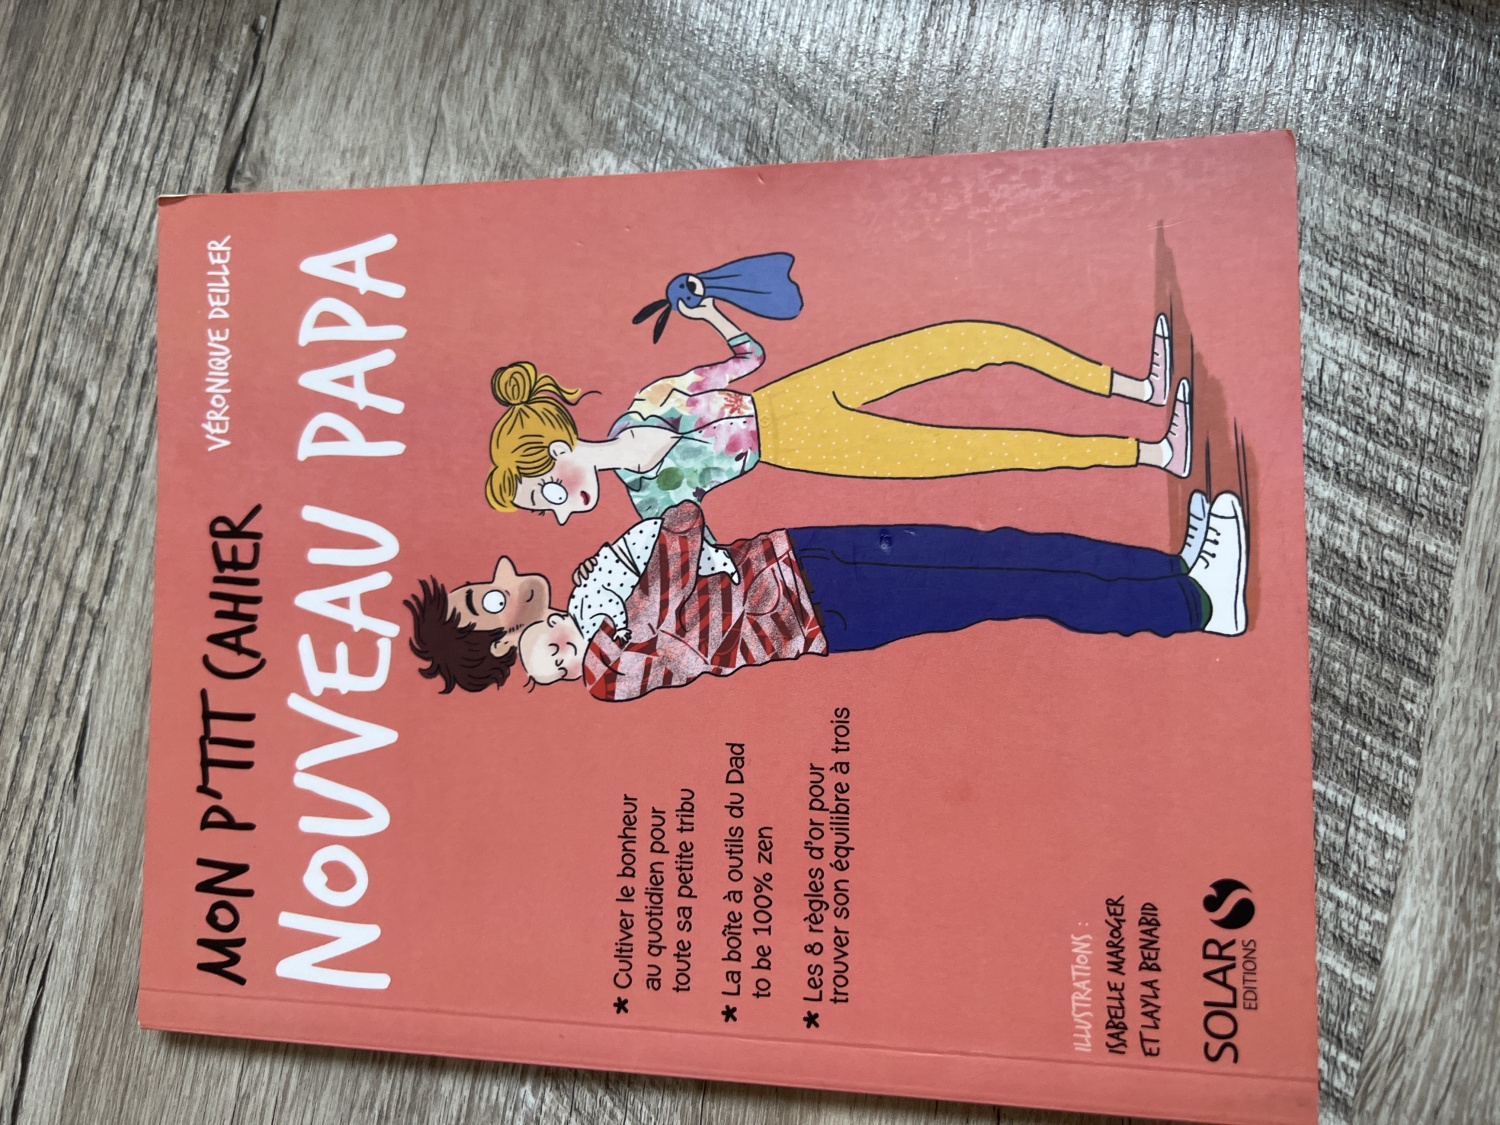 VÉRONIQUE DEILLER
MON P'TIT CAHIER
NOUVEAU PAPA
* Cultiver le bonheur
au quotidien pour
toute sa petite tribu
* La boîte à outils du Dad
to be 100% zen
* Les 8 règles d'or pour
trouver son équilibre à trois
ILLUSTRATIONS :
ISABELLE MAROGER
ET LAYLA BENABID
SOLAR
EDITIONS